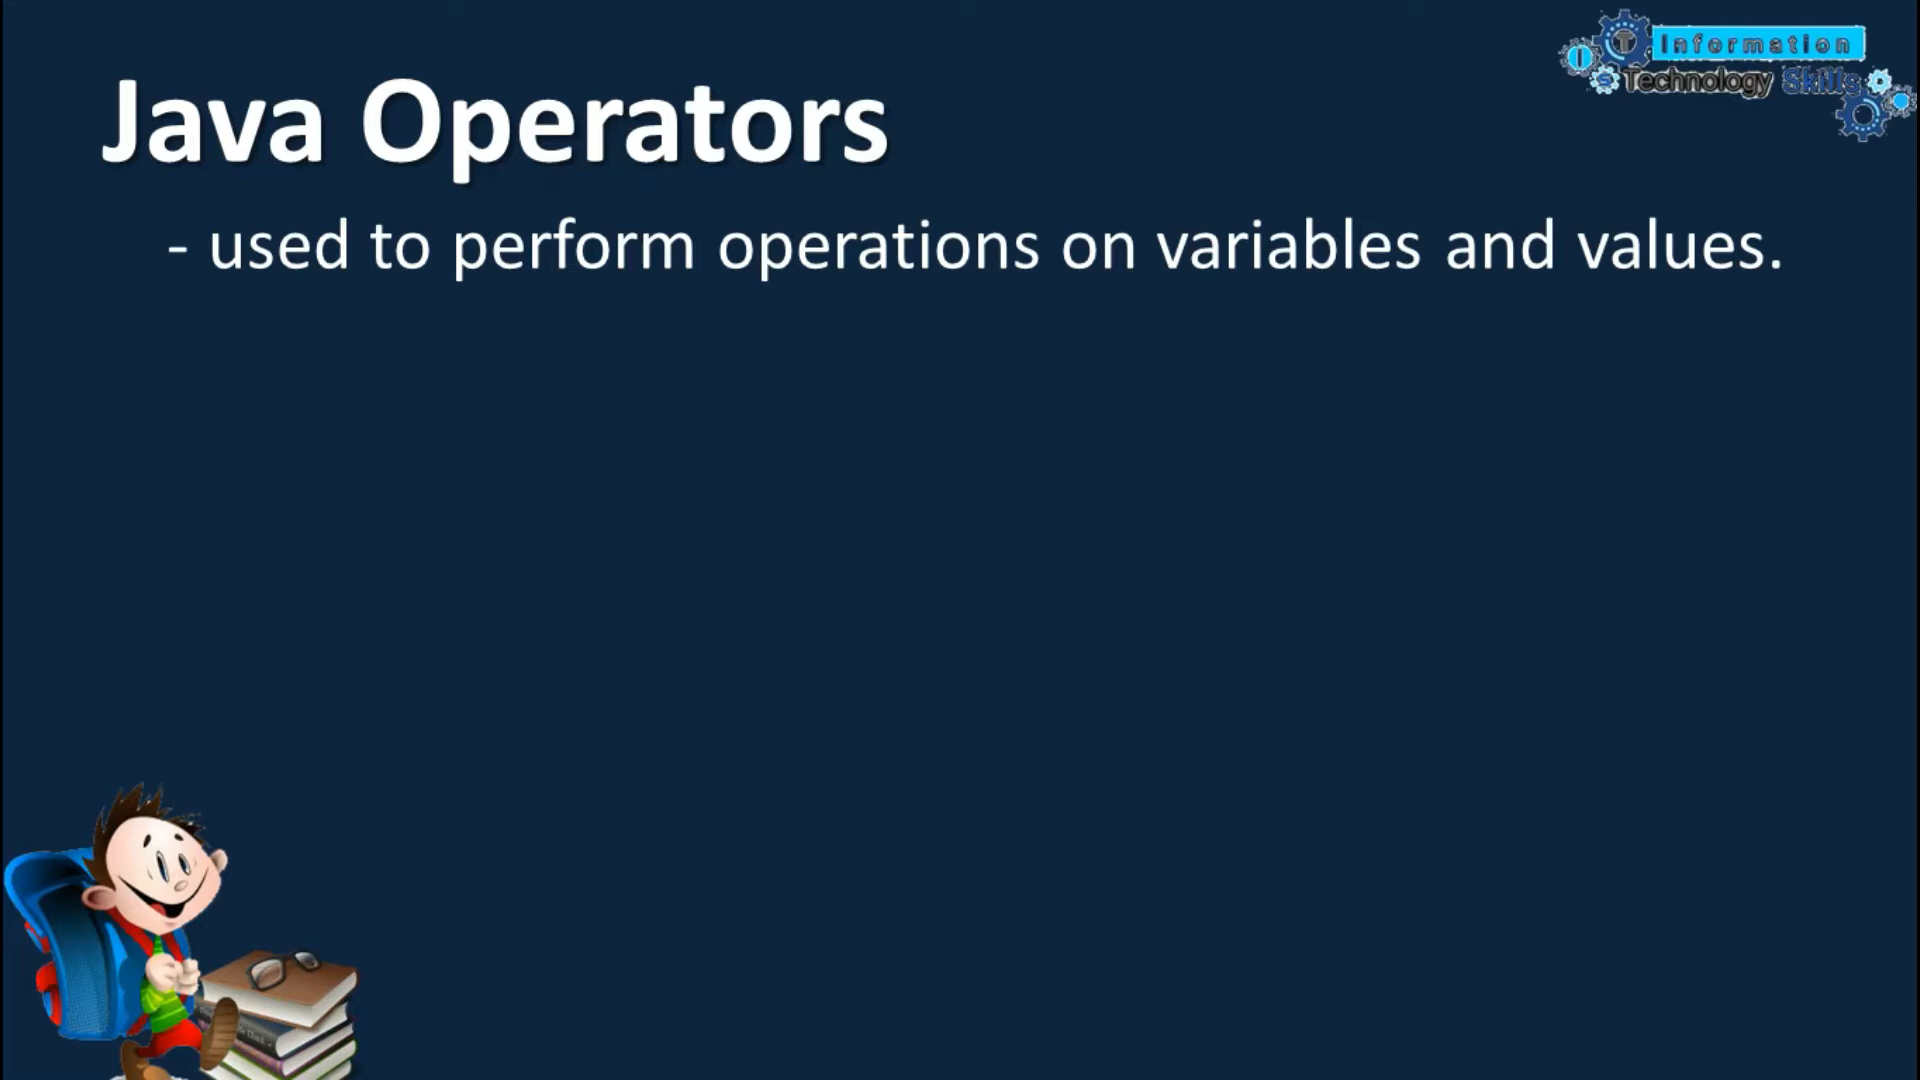 Java Operators
- used to perform operations on variables and values.
I T Information
S Technology Skills